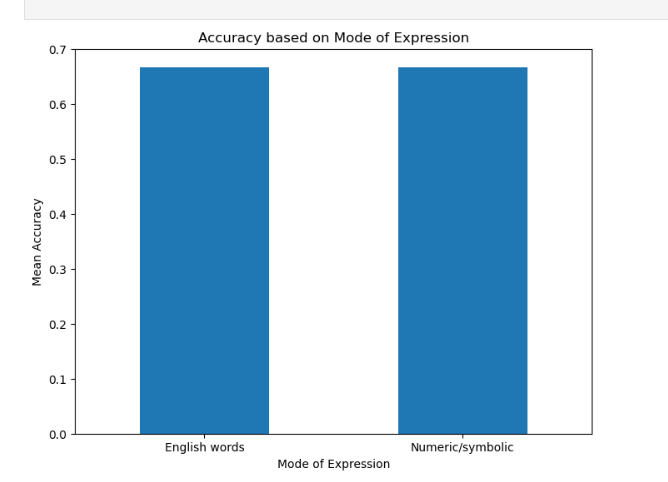 Accuracy based on Mode of Expression
0.7
0.6
0.5
0.4
0.3
0.2
0.1
0.0
Mean Accuracy
English words Numeric/symbolic
Mode of Expression